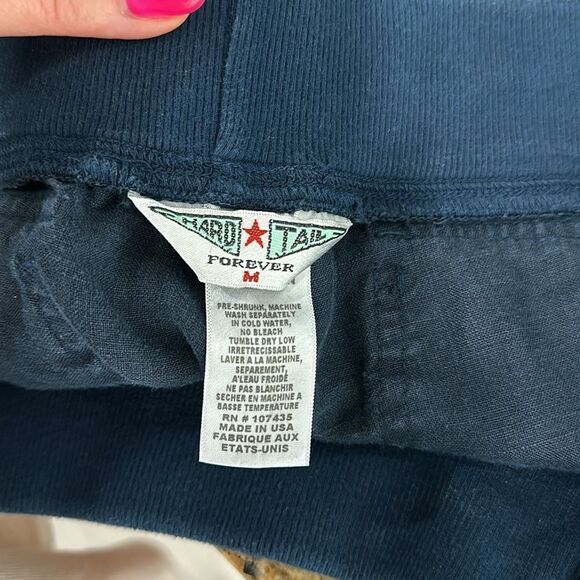 HARD ★ TAIL
FOREVER
M
PRE-SHRUNK, MACHINE
WASH SEPARATELY
IN COLD WATER,
NO BLEACH
TUMBLE DRY LOW
IRRETRECISSABLE
LAVER A LA MACHINE,
SEPAREMENT,
A'LEAU FROIDÉ
NE PAS BLANCHIR
SECHER EN MACHINE A
BASSE TEMPERATURE
RN # 107435
MADE IN USA
FABRIQUE AUX
ETATS-UNIS